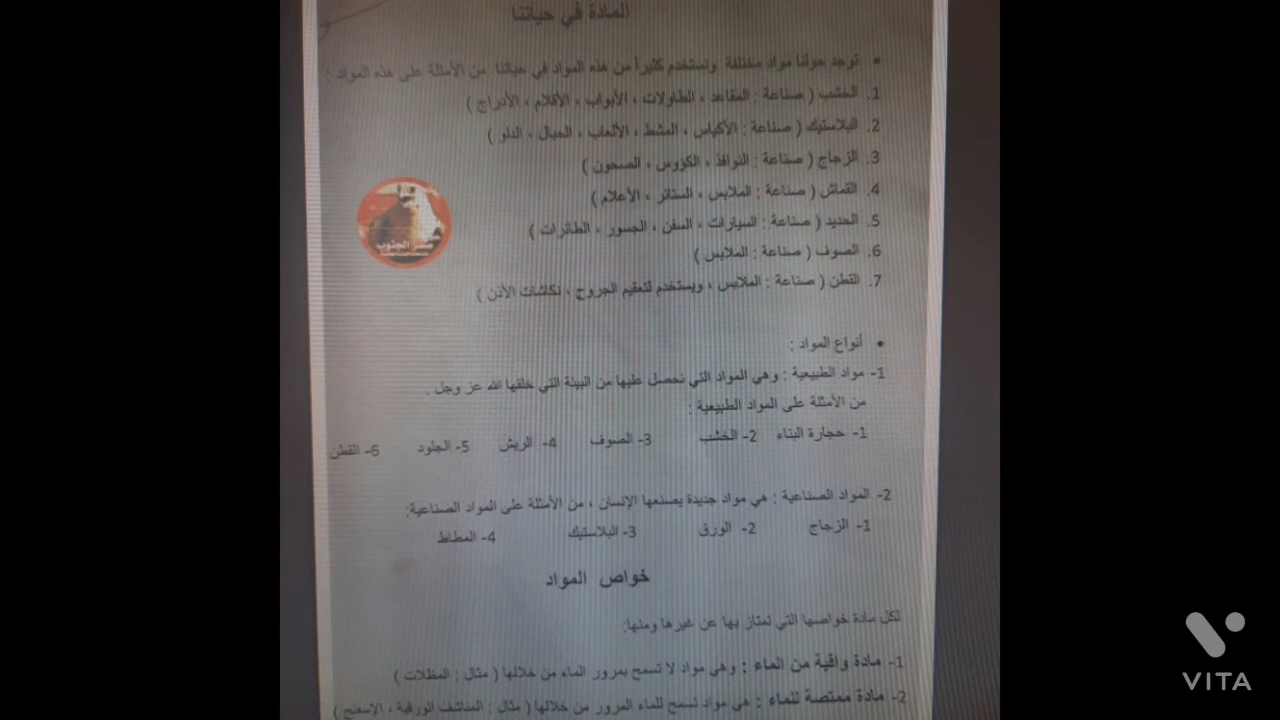 المادة في حياتنا
• توجد حولنا مواد مختلفة ونستخدم كثيراً من هذه المواد في حياتنا من الأمثلة على هذه المواد :
1. الخشب ( صناعة : المقاعد ، الطاولات ، الأبواب ، الأقلام ، الأدراج )
2. البلاستيك ( صناعة : الأكياس ، المشط ، الألعاب ، الحبال ، الدلو )
3. الزجاج ( صناعة : النوافذ ، الكؤوس ، الصحون )
4. القماش ( صناعة : الملابس ، الستائر ، الأعلام )
5. الحديد ( صناعة : السيارات ، السفن ، الجسور ، الطائرات )
6. الصوف ( صناعة : الملابس )
7. القطن ( صناعة : الملابس ، ويستخدم لتعقيم الجروح ، نكاشات الأذن )
الجنوب
• أنواع المواد :
1- مواد الطبيعية : وهي المواد التي نحصل عليها من البيئة التي خلقها الله عز وجل .
من الأمثلة على المواد الطبيعية :
1- حجارة البناء 2- الخشب 3- الصوف 4- الريش 5- الجلود 6- القطن
2- المواد الصناعية : هي مواد جديدة يصنعها الإنسان ، من الأمثلة على المواد الصناعية:
1- الزجاج 2- الورق 3- البلاستيك 4- المطاط
خواص المواد
لكل مادة خواصها التي تمتاز بها عن غيرها ومنها:
1- مادة واقية من الماء : وهي مواد لا تسمح بمرور الماء من خلالها ( مثال : المظلات )
2- مادة ممتصة للماء : هي مواد تسمح للماء المرور من خلالها ( مثال : المناشف الورقية ، الإسفنج )
VITA